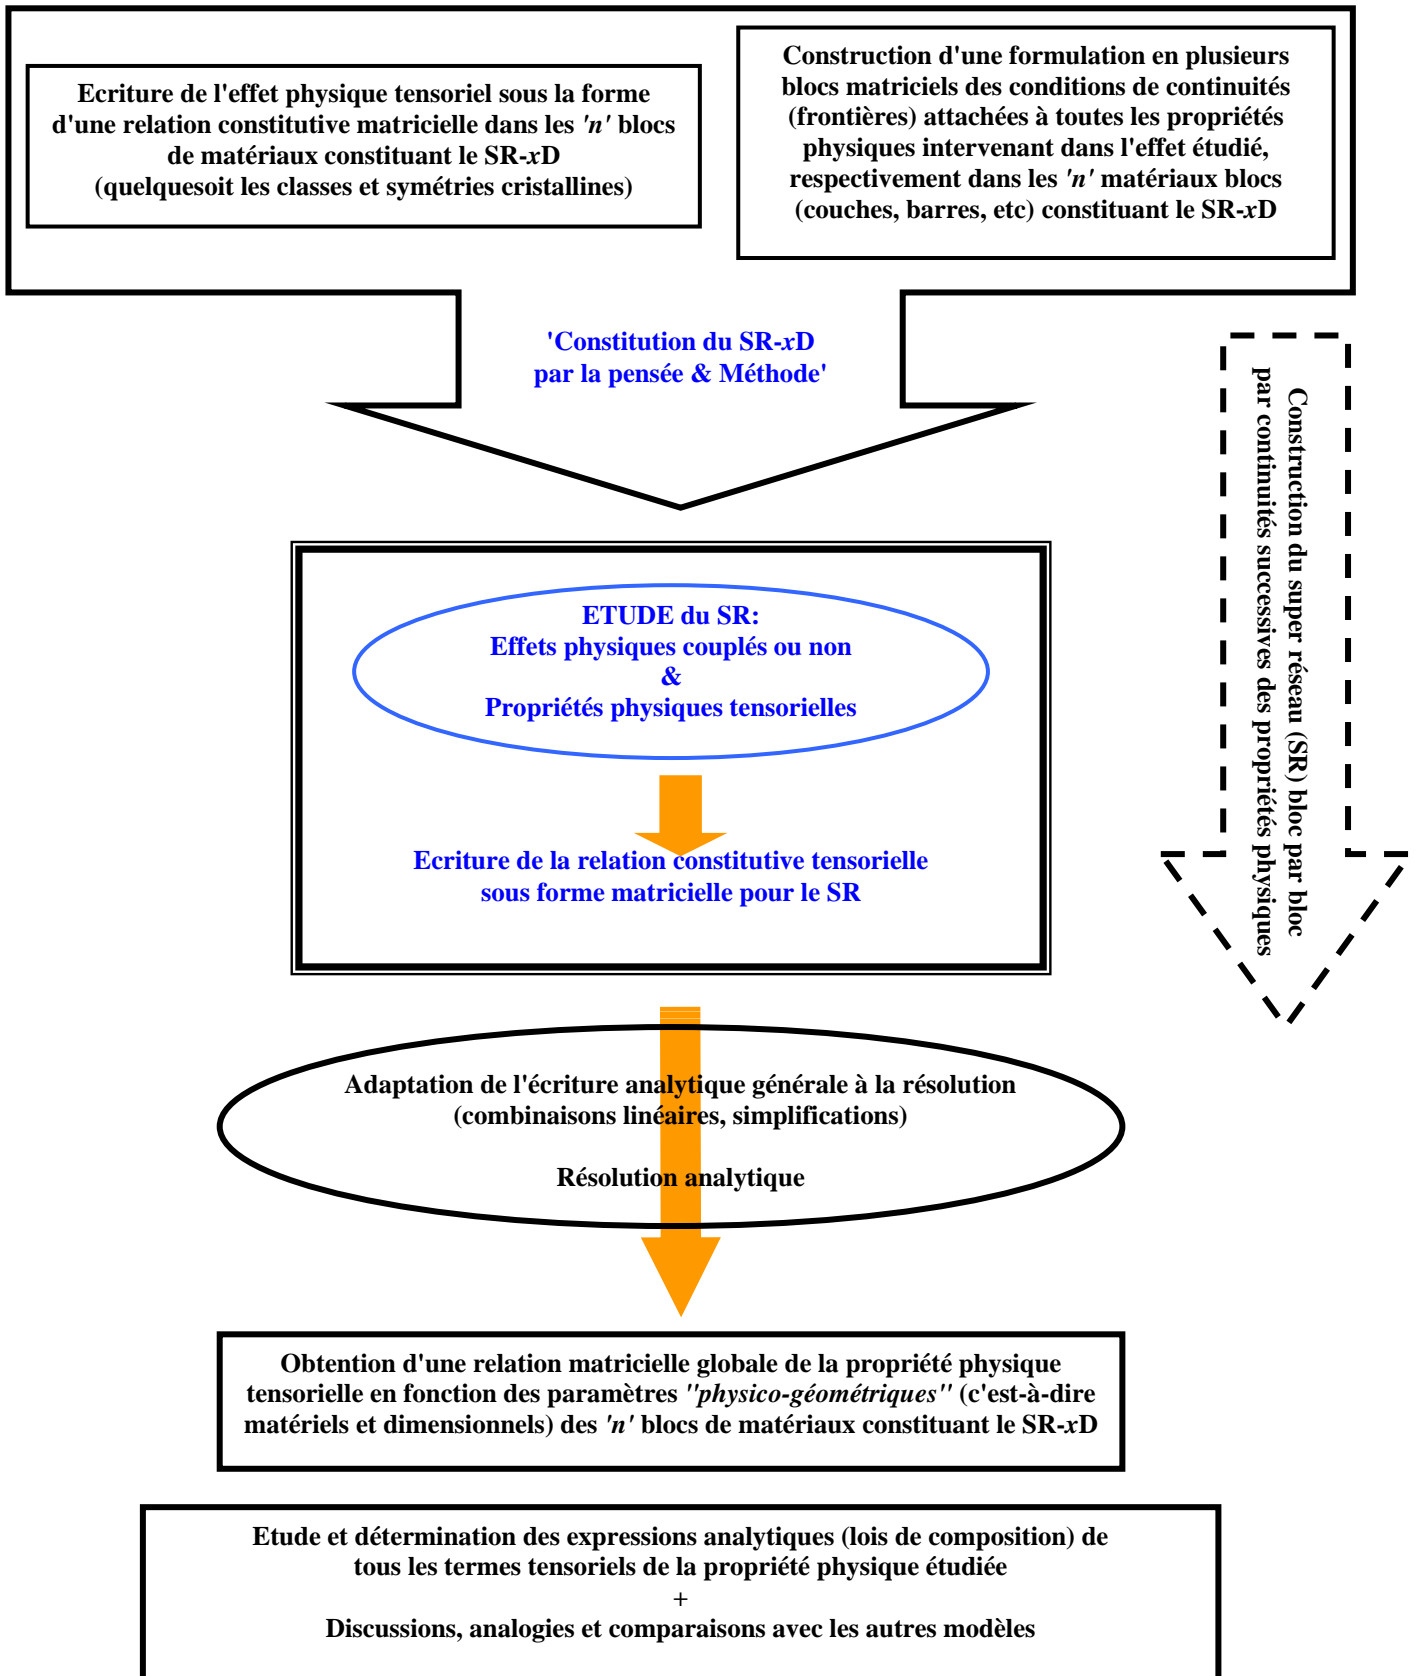 Ecriture de l'effet physique tensoriel sous la forme
d'une relation constitutive matricielle dans les 'n' blocs
de matériaux constituant le SR-xD
(quelquesoit les classes et symétries cristallines)
Construction d'une formulation en plusieurs
blocs matriciels des conditions de continuités
(frontières) attachées à toutes les propriétés
physiques intervenant dans l'effet étudié,
respectivement dans les 'n' matériaux blocs
(couches, barres, etc) constituant le SR-xD
'Constitution du SR-xD
par la pensée & Méthode'
Construction du super réseau (SR) bloc par bloc
par continuités successives des propriétés physiques
ETUDE du SR:
Effets physiques couplés ou non
&
Propriétés physiques tensorielles
Ecriture de la relation constitutive tensorielle
sous forme matricielle pour le SR
Adaptation de l'écriture analytique générale à la résolution
(combinaisons linéaires, simplifications)
Résolution analytique
Obtention d'une relation matricielle globale de la propriété physique
tensorielle en fonction des paramètres "physico-géométriques" (c'est-à-dire
matériels et dimensionnels) des 'n' blocs de matériaux constituant le SR-xD
Etude et détermination des expressions analytiques (lois de composition) de
tous les termes tensoriels de la propriété physique étudiée
+
Discussions, analogies et comparaisons avec les autres modèles